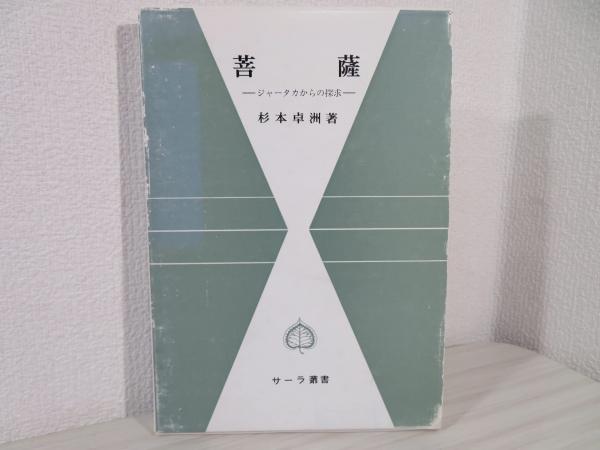 菩薩
―ジャータカからの探求―
杉本卓洲著
サーラ叢書